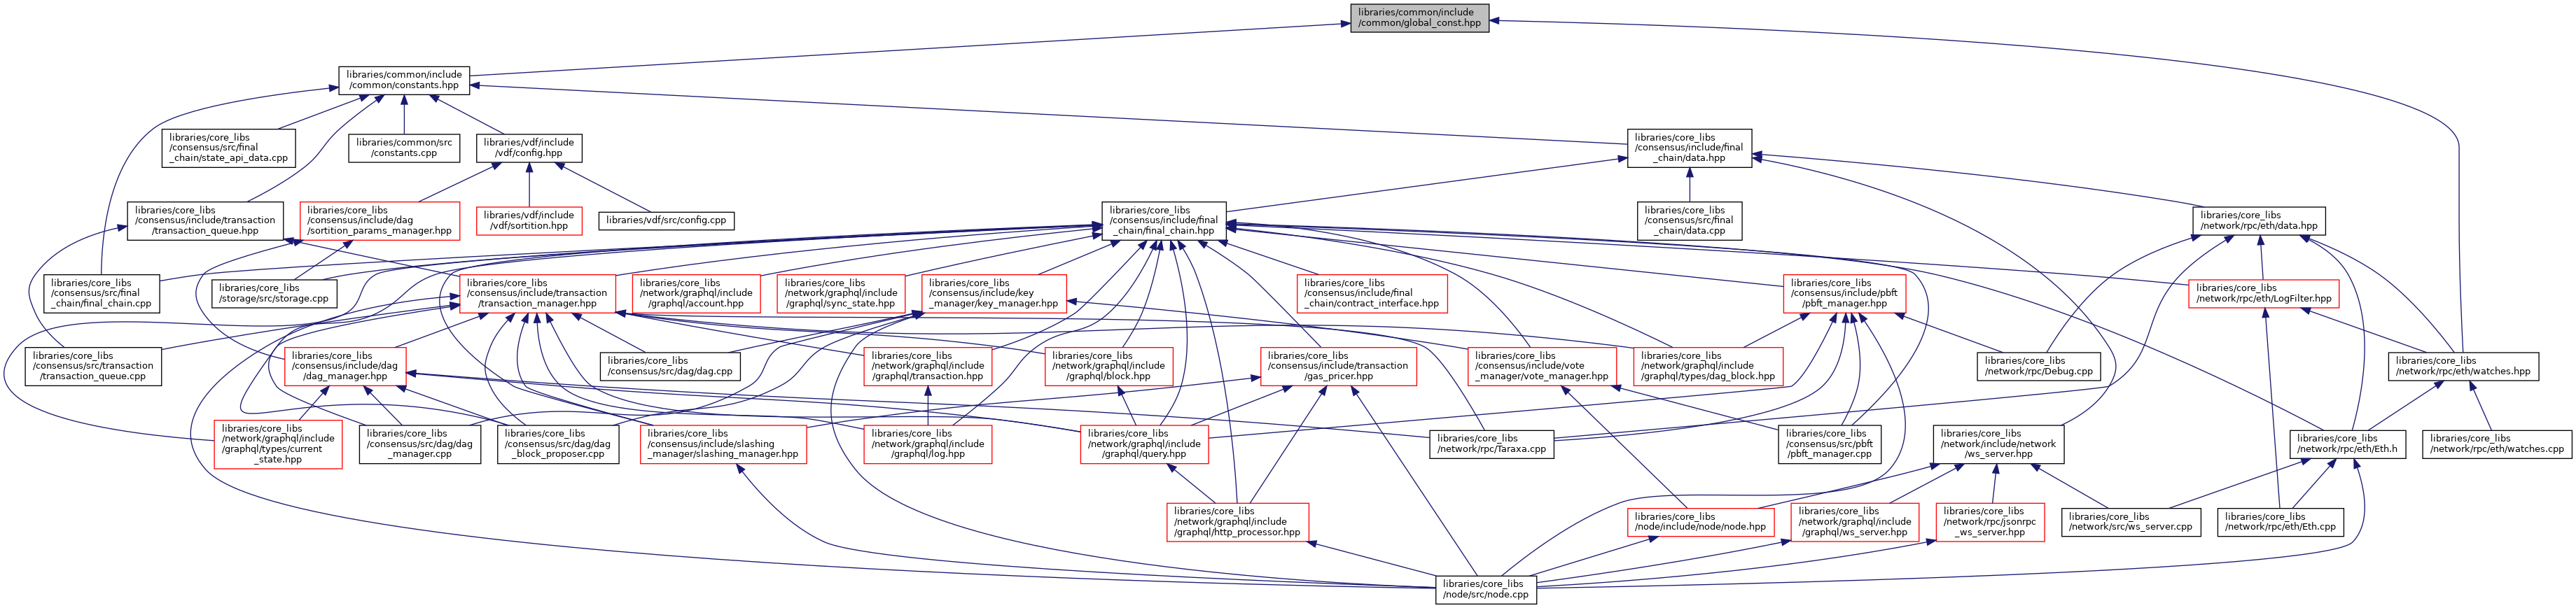 libraries/common/include
/common/global_const.hpp
libraries/common/include
/common/constants.hpp
libraries/core_libs
/consensus/src/final
_chain/state_api_data.cpp
libraries/common/src
/constants.cpp
libraries/vdf/include
/vdf/config.hpp
libraries/core_libs
/consensus/include/final
_chain/data.hpp
libraries/core_libs
/consensus/include/transaction
/transaction_queue.hpp
libraries/core_libs
/consensus/include/dag
/sortition_params_manager.hpp
libraries/vdf/include
/vdf/sortition.hpp
libraries/vdf/src/config.cpp
libraries/core_libs
/consensus/include/final
_chain/final_chain.hpp
libraries/core_libs
/consensus/src/final
_chain/data.cpp
libraries/core_libs
/network/rpc/eth/data.hpp
libraries/core_libs
/consensus/src/final
_chain/final_chain.cpp
libraries/core_libs
/storage/src/storage.cpp
libraries/core_libs
/consensus/include/transaction
/transaction_manager.hpp
libraries/core_libs
/network/graphql/include
/graphql/account.hpp
libraries/core_libs
/network/graphql/include
/graphql/sync_state.hpp
libraries/core_libs
/consensus/include/key
_manager/key_manager.hpp
libraries/core_libs
/consensus/include/final
_chain/contract_interface.hpp
libraries/core_libs
/consensus/include/pbft
/pbft_manager.hpp
libraries/core_libs
/network/rpc/eth/LogFilter.hpp
libraries/core_libs
/consensus/src/transaction
/transaction_queue.cpp
libraries/core_libs
/consensus/include/dag
/dag_manager.hpp
libraries/core_libs
/consensus/src/dag/dag.cpp
libraries/core_libs
/network/graphql/include
/graphql/transaction.hpp
libraries/core_libs
/network/graphql/include
/graphql/block.hpp
libraries/core_libs
/consensus/include/transaction
/gas_pricer.hpp
libraries/core_libs
/consensus/include/vote
_manager/vote_manager.hpp
libraries/core_libs
/network/graphql/include
/graphql/types/dag_block.hpp
libraries/core_libs
/network/rpc/Debug.cpp
libraries/core_libs
/network/rpc/eth/watches.hpp
libraries/core_libs
/network/graphql/include
/graphql/types/current
_state.hpp
libraries/core_libs
/consensus/src/dag/dag
_manager.cpp
libraries/core_libs
/consensus/src/dag/dag
_block_proposer.cpp
libraries/core_libs
/consensus/include/slashing
_manager/slashing_manager.hpp
libraries/core_libs
/network/graphql/include
/graphql/log.hpp
libraries/core_libs
/network/graphql/include
/graphql/query.hpp
libraries/core_libs
/network/rpc/Taraxa.cpp
libraries/core_libs
/consensus/src/pbft
/pbft_manager.cpp
libraries/core_libs
/network/include/network
/ws_server.hpp
libraries/core_libs
/network/rpc/eth/Eth.h
libraries/core_libs
/network/rpc/eth/watches.cpp
libraries/core_libs
/network/graphql/include
/graphql/http_processor.hpp
libraries/core_libs
/node/include/node/node.hpp
libraries/core_libs
/network/graphql/include
/graphql/ws_server.hpp
libraries/core_libs
/network/rpc/jsonrpc
_ws_server.hpp
libraries/core_libs
/network/src/ws_server.cpp
libraries/core_libs
/network/rpc/eth/Eth.cpp
libraries/core_libs
/node/src/node.cpp